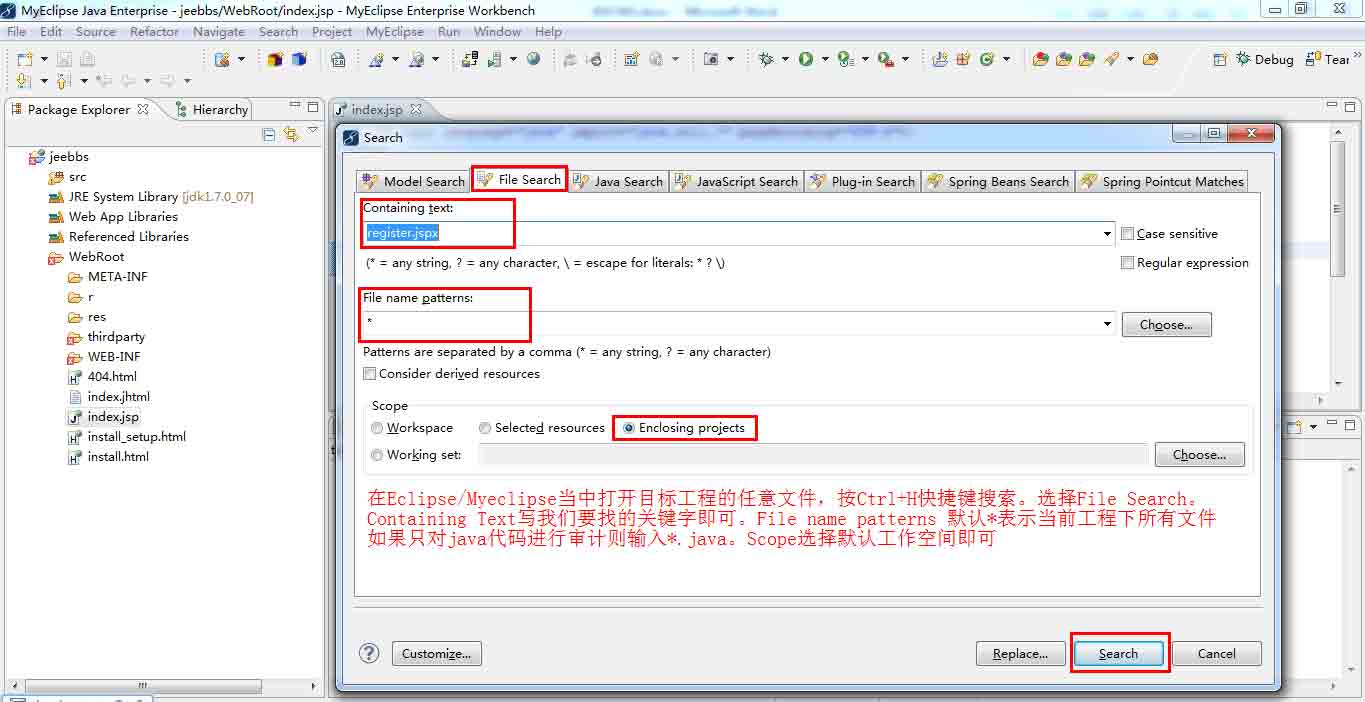 MyEclipse Java Enterprise - jeebbs/WebRoot/index.jsp - MyEclipse Enterprise Workbench
File Edit Source Refactor Navigate Search Project MyEclipse Run Window Help
Debug
Tear
Package Explorer
Hierarchy
index.jsp
jeebbs
src
JRE System Library [jdk1.7.0_07]
Web App Libraries
Referenced Libraries
WebRoot
META-INF
r
res
thirdparty
WEB-INF
404.html
index.jhtml
index.jsp
install_setup.html
install.html
Search
Model Search
File Search
Java Search
JavaScript Search
Plug-in Search
Spring Beans Search
Spring Pointcut Matches
Containing text:
register.jspx
Case sensitive
(* = any string, ? = any character, \ = escape for literals: * ? \)
Regular expression
File name patterns:
*
Choose...
Patterns are separated by a comma (* = any string, ? = any character)
Consider derived resources
Scope
Workspace
Selected resources
Enclosing projects
Working set:
Choose...
在Eclipse/Myeclipse当中打开目标工程的任意文件，按Ctrl+H快捷键搜索。选择File Search。
Containing Text写我们要找的关键字即可。File name patterns 默认*表示当前工程下所有文件
如果只对java代码进行审计则输入*.java。Scope选择默认工作空间即可
Customize...
Replace...
Search
Cancel